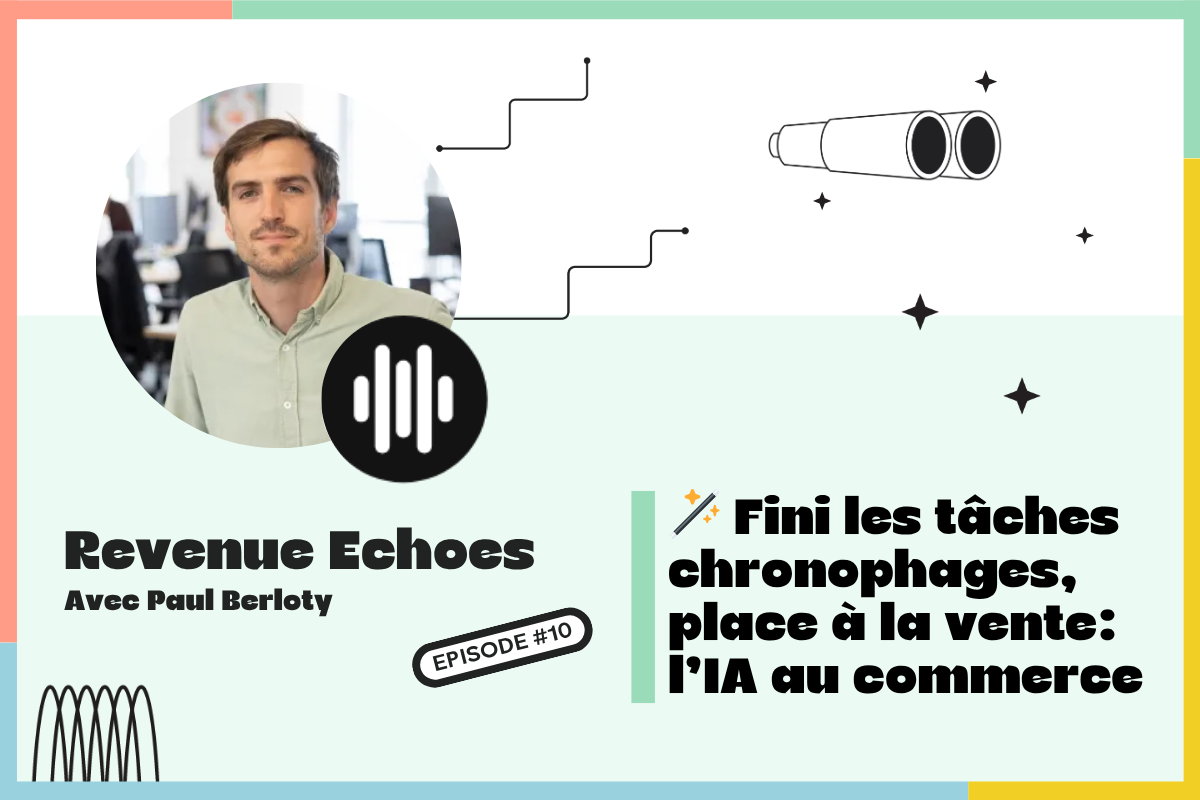 Revenue Echoes
Avec Paul Berloty
EPISODE #10
Fini les tâches
chronophages,
place à la vente:
l’IA au commerce